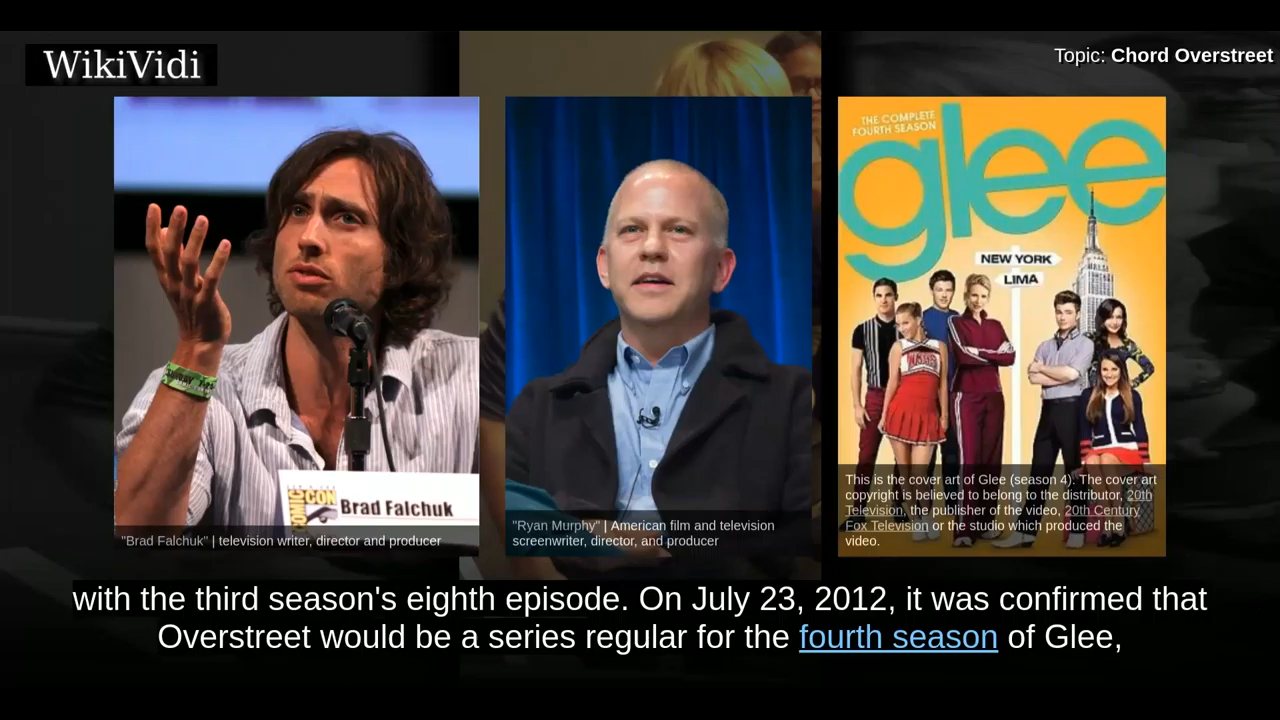 WikiVidi
Topic: Chord Overstreet
THE COMPLETE
FOURTH SEASON
glee
NEW YORK
LIMA
COMIC
CON
Brad Falchuk
"Brad Falchuk" | television writer, director and producer
"Ryan Murphy" | American film and television
screenwriter, director, and producer
This is the cover art of Glee (season 4). The cover art
copyright is believed to belong to the distributor, 20th
Television, the publisher of the video, 20th Century
Fox Television or the studio which produced the
video.
with the third season's eighth episode. On July 23, 2012, it was confirmed that
Overstreet would be a series regular for the fourth season of Glee,